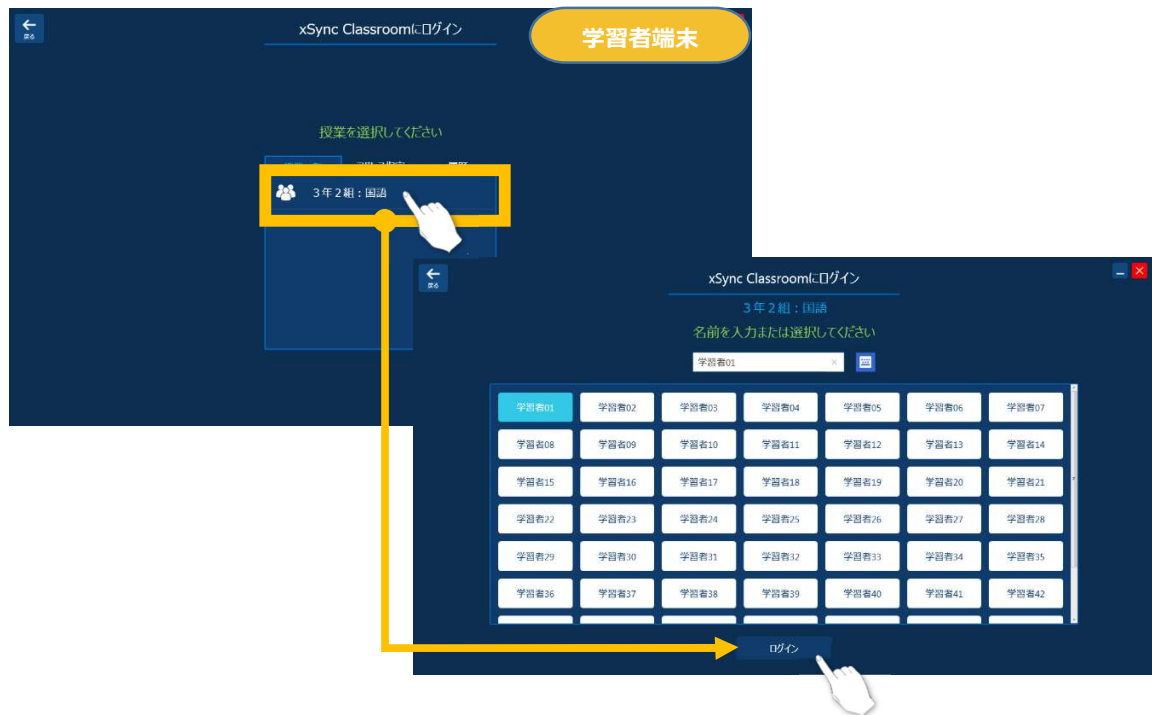 戻る
xSync Classroomにログイン
学習者端末
授業を選択してください
履歴
3年2組:国語
戻る
xSync Classroomにログイン
3年2組:国語
名前を入力または選択してください
学習者01
学習者01 学習者02 学習者03 学習者04 学習者05 学習者06 学習者07
学習者08 学習者09 学習者10 学習者11 学習者12 学習者13 学習者14
学習者15 学習者16 学習者17 学習者18 学習者19 学習者20 学習者21
学習者22 学習者23 学習者24 学習者25 学習者26 学習者27 学習者28
学習者29 学習者30 学習者31 学習者32 学習者33 学習者34 学習者35
学習者36 学習者37 学習者38 学習者39 学習者40 学習者41 学習者42
ログイン